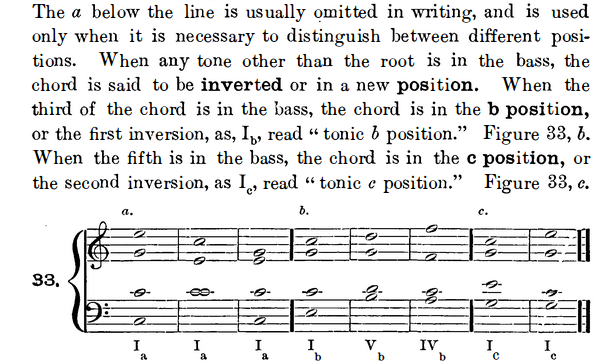 The a below the line is usually omitted in writing, and is used
only when it is necessary to distinguish between different posi-
tions. When any tone other than the root is in the bass, the
chord is said to be inverted or in a new position. When the
third of the chord is in the bass, the chord is in the b position,
or the first inversion, as, I_b, read “ tonic b position.” Figure 33, b.
When the fifth is in the bass, the chord is in the c position, or
the second inversion, as I_c, read “ tonic c position.” Figure 33, c.
a. b. c.
33.
I_a I_a I_a I_b V_b IV_b I_c I_c